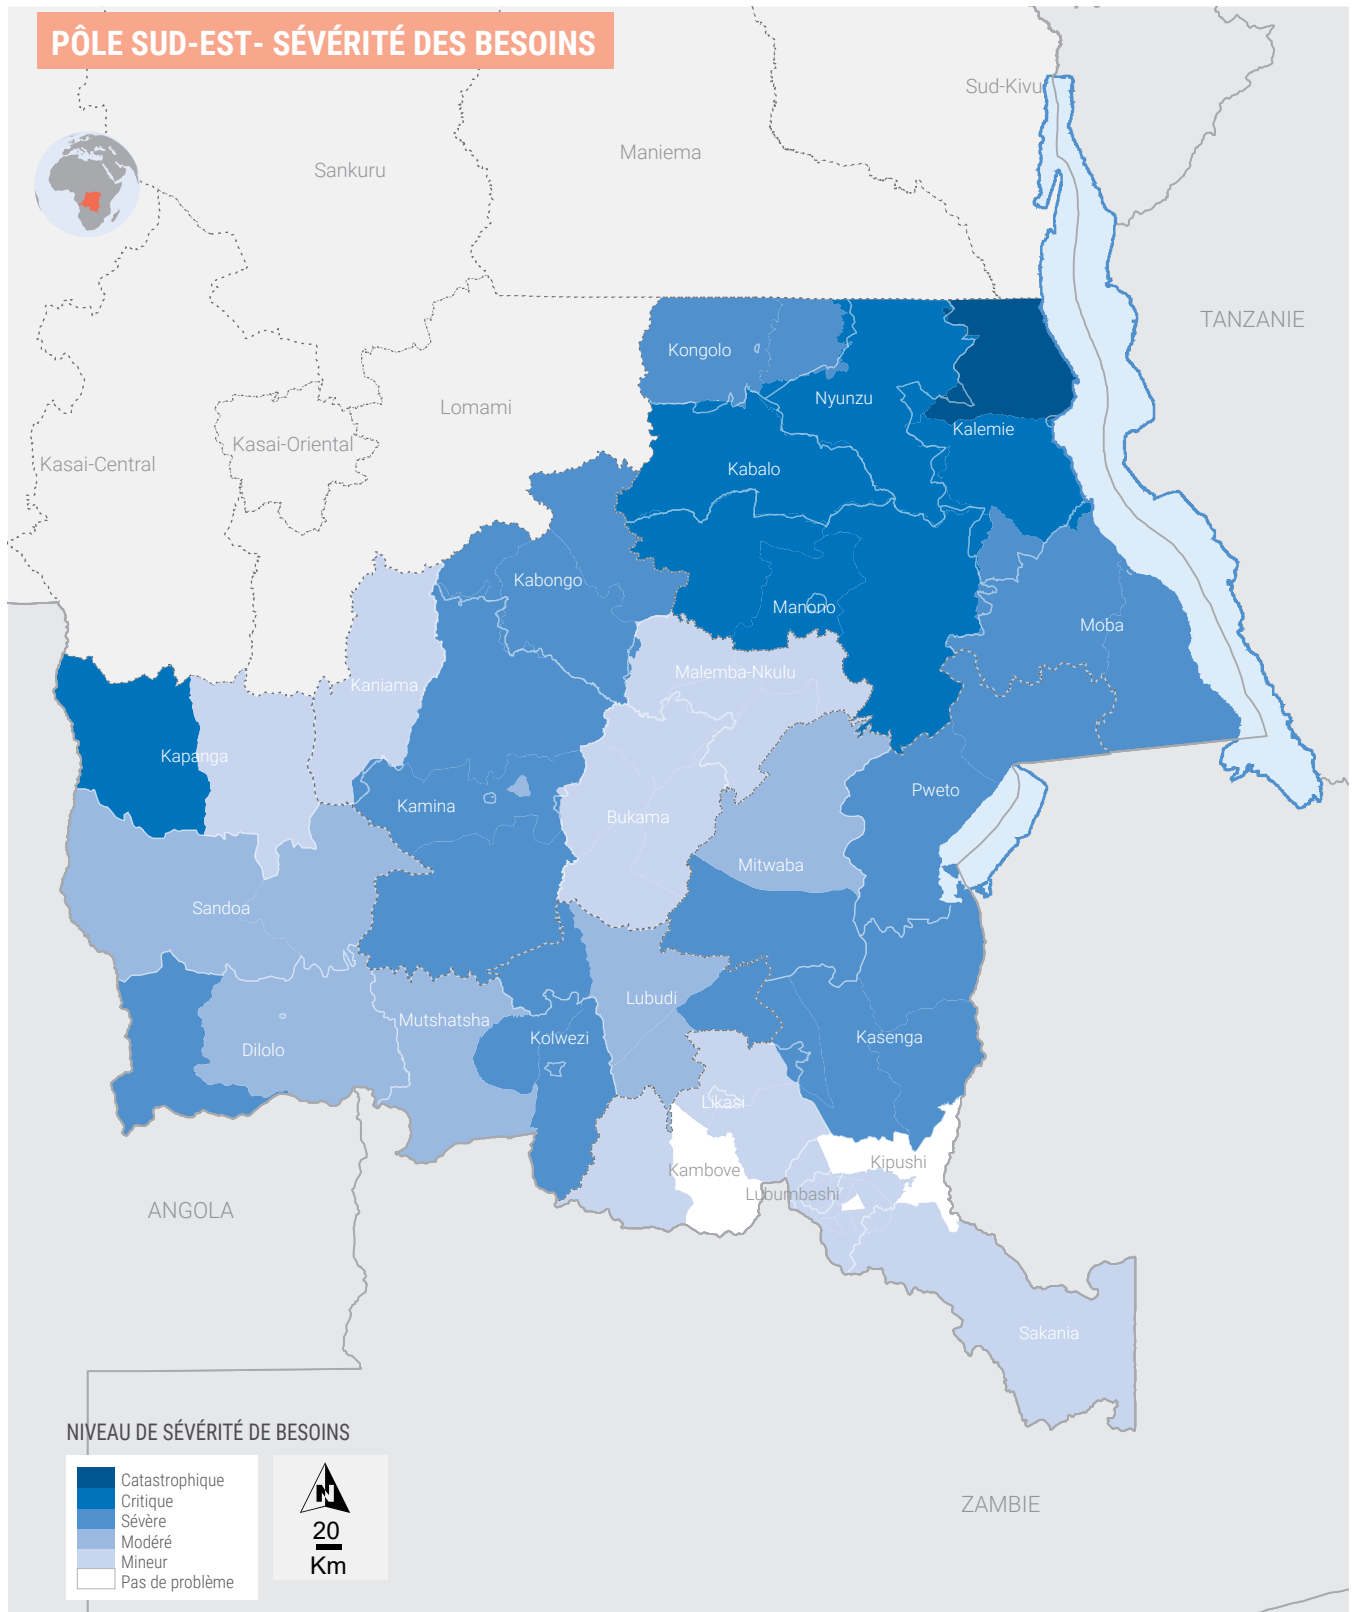 PÔLE SUD-EST- SÉVÉRITÉ DES BESOINS
Sud-Kivu
Maniema
Sankuru
TANZANIE
Kongolo
Nyunzu
Lomami
Kalemie
Kasai-Oriental
Kasai-Central
Kabalo
Kabongo
Manono
Moba
Malemba-Nkulu
Kaniama
Kapanga
Pweto
Kamina
Bukama
Mitwaba
Sandoa
Lubudi
Mutshatsha
Kolwezi
Kasenga
Dilolo
Likasi
Kipushi
Kambove
Lubumbashi
ANGOLA
Sakania
NIVEAU DE SÉVÉRITÉ DE BESOINS
Catastrophique
Critique
Sévère
Modéré
Mineur
Pas de problème
N
20
Km
ZAMBIE